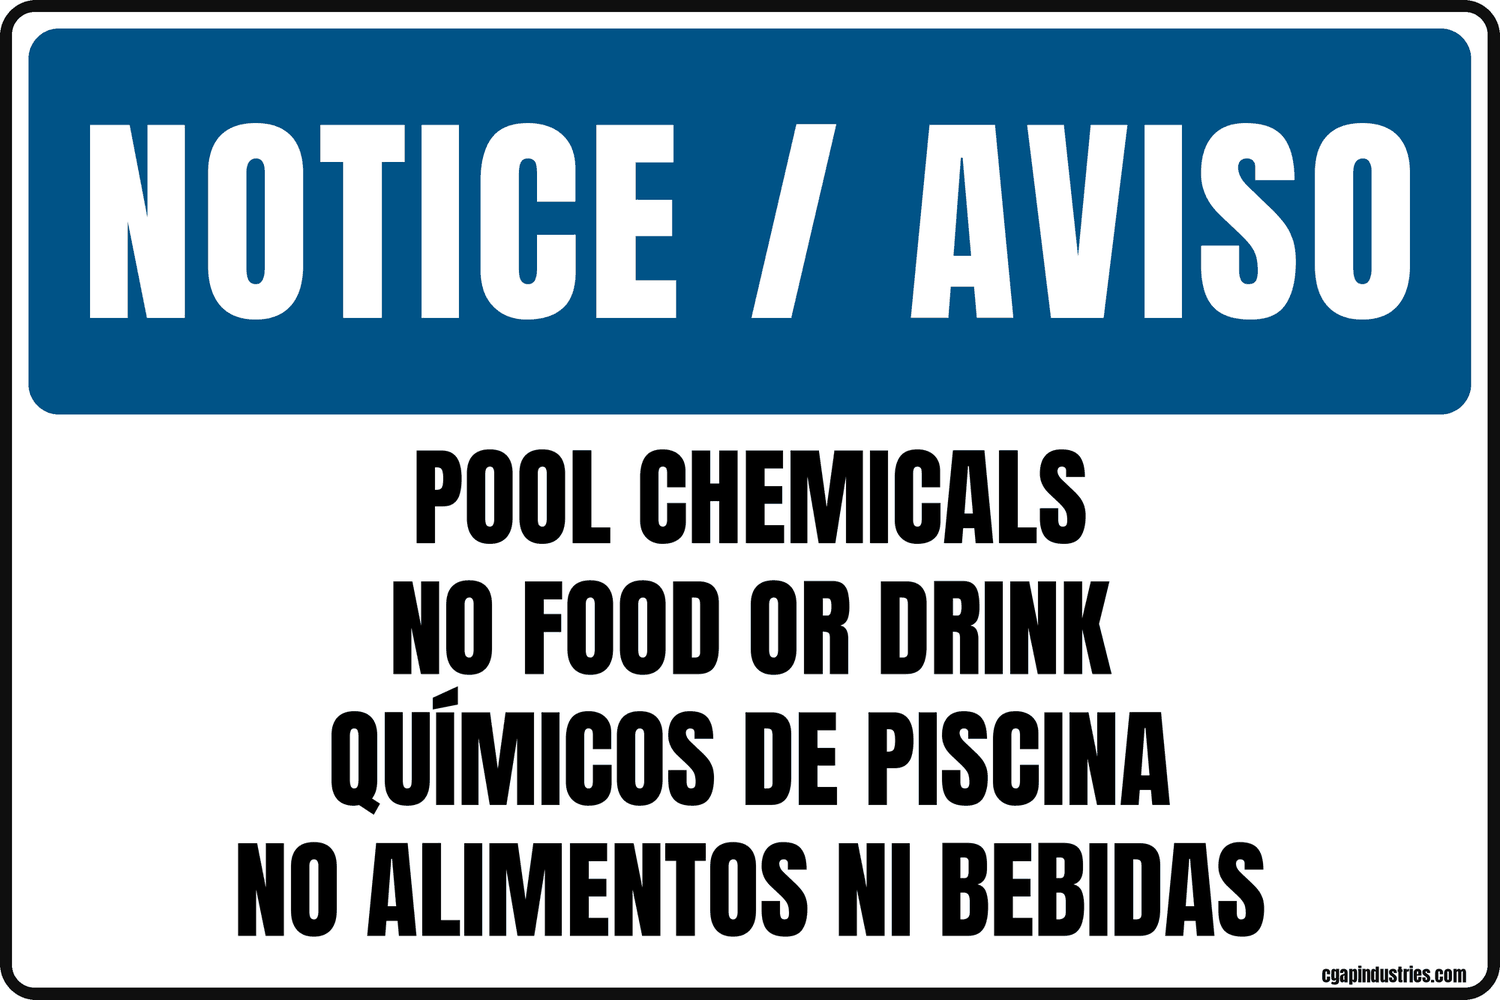 NOTICE / AVISO
POOL CHEMICALS
NO FOOD OR DRINK
QUÍMICOS DE PISCINA
NO ALIMENTOS NI BEBIDAS
cgapindustries.com